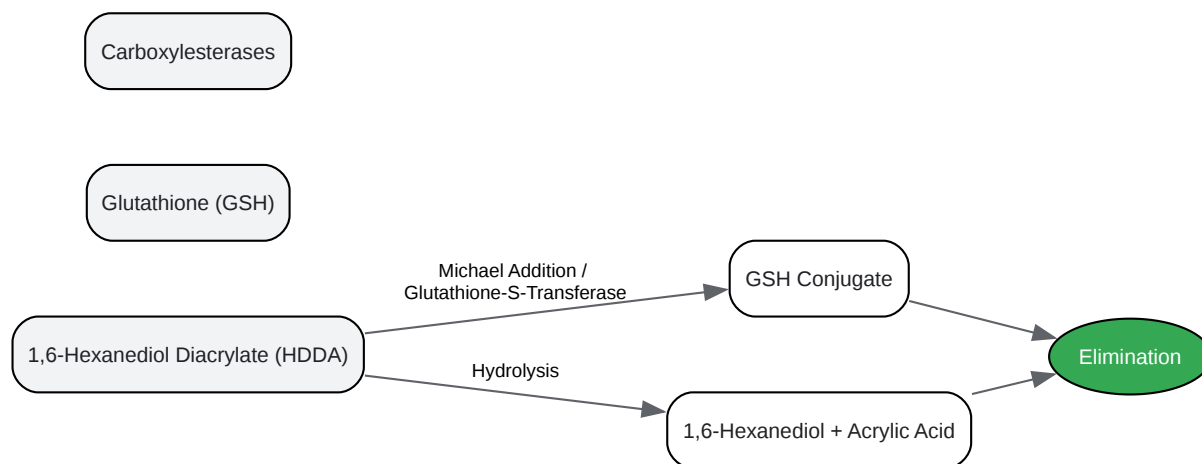 Carboxylesterases
Glutathione (GSH)
Michael Addition /
Glutathione-S-Transferase
GSH Conjugate
1,6-Hexanediol Diacrylate (HDDA)
Elimination
Hydrolysis
1,6-Hexanediol + Acrylic Acid